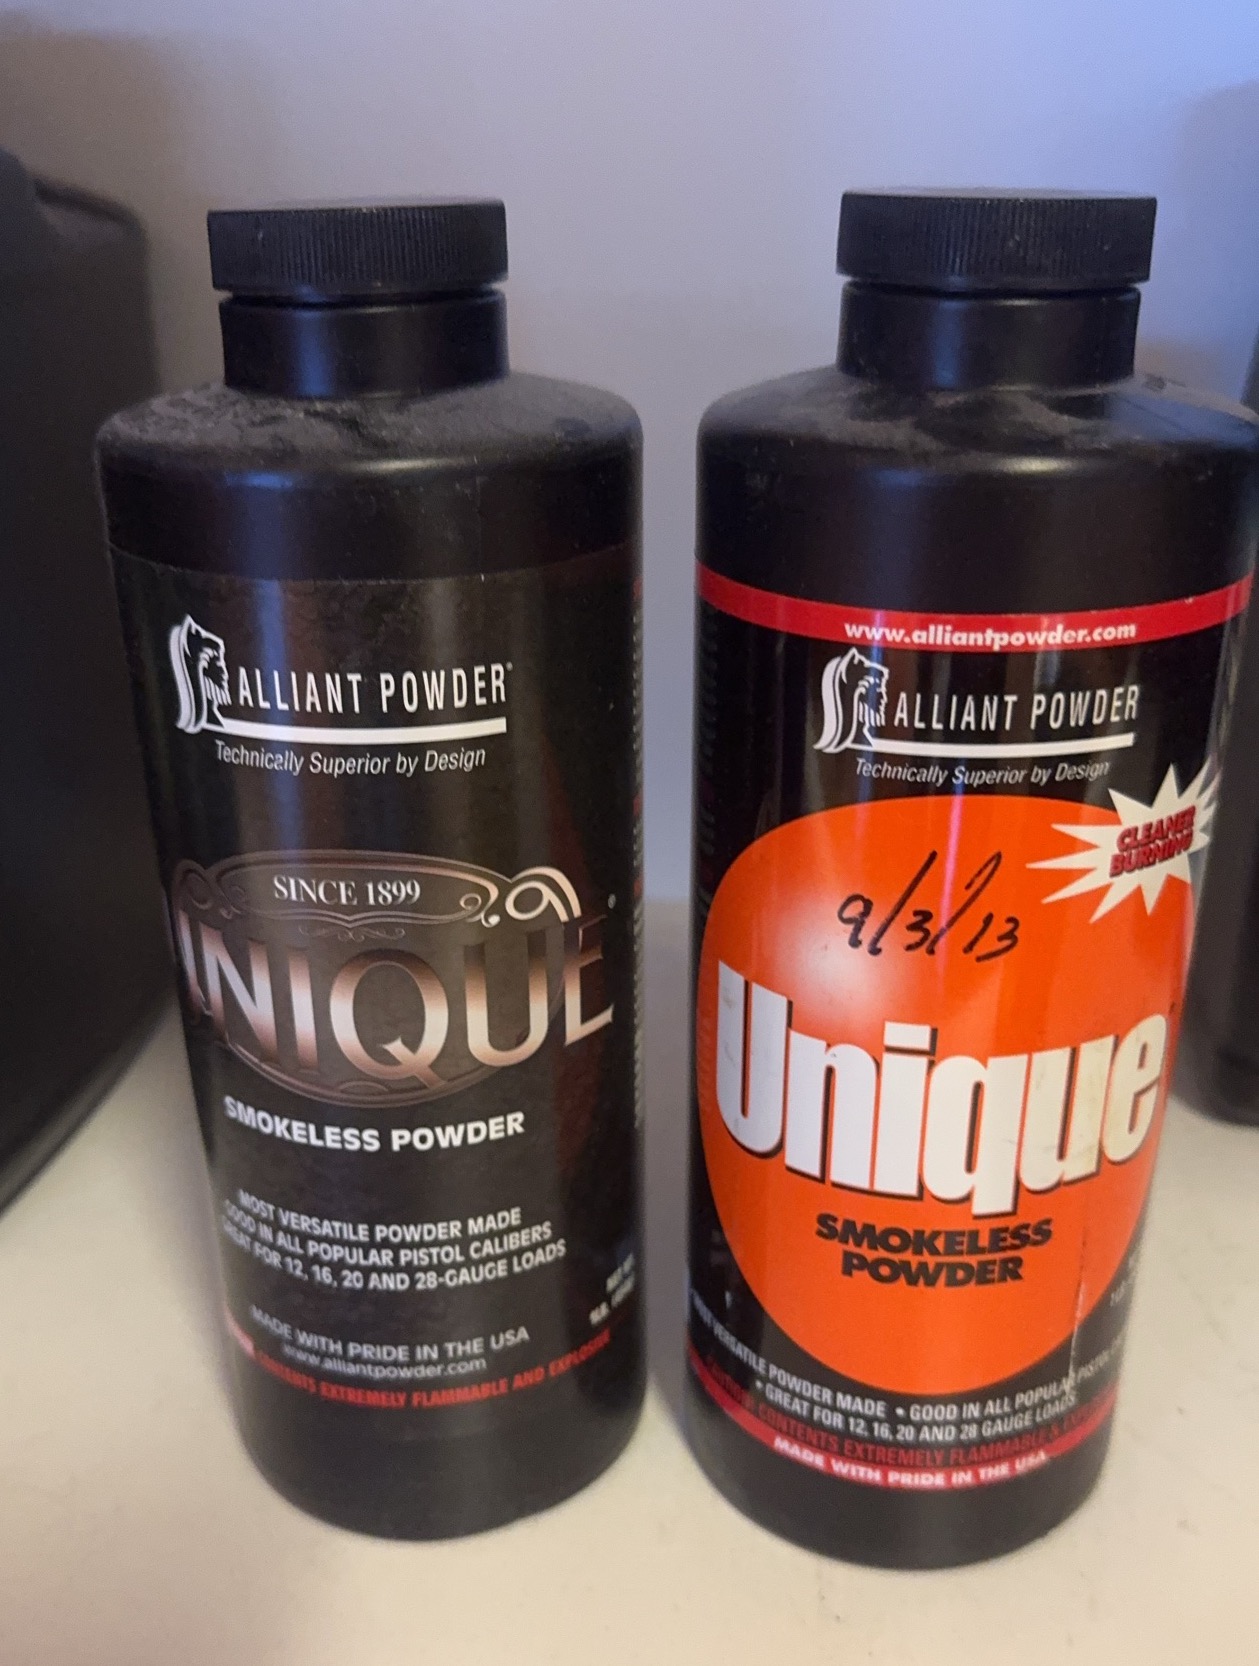 ALLIANT POWDER
Technically Superior by Design
SINCE 1899
UNIQUE
SMOKELESS POWDER
MOST VERSATILE POWDER MADE
GOOD IN ALL POPULAR PISTOL CALIBERS
GREAT FOR 12, 16, 20 AND 28-GAUGE LOADS
MADE WITH PRIDE IN THE USA
www.alliantpowder.com
CONTENTS EXTREMELY FLAMMABLE AND EXPLOSIVE
www.alliantpowder.com
ALLIANT POWDER
Technically Superior by Design
CLEANER
BURNING
9/3/13
Unique
SMOKELESS
POWDER
MOST VERSATILE POWDER MADE • GOOD IN ALL POPULAR PISTOL
• GREAT FOR 12, 16, 20 AND 28 GAUGE LOADS
CONTENTS EXTREMELY FLAMMABLE &
MADE WITH PRIDE IN THE USA